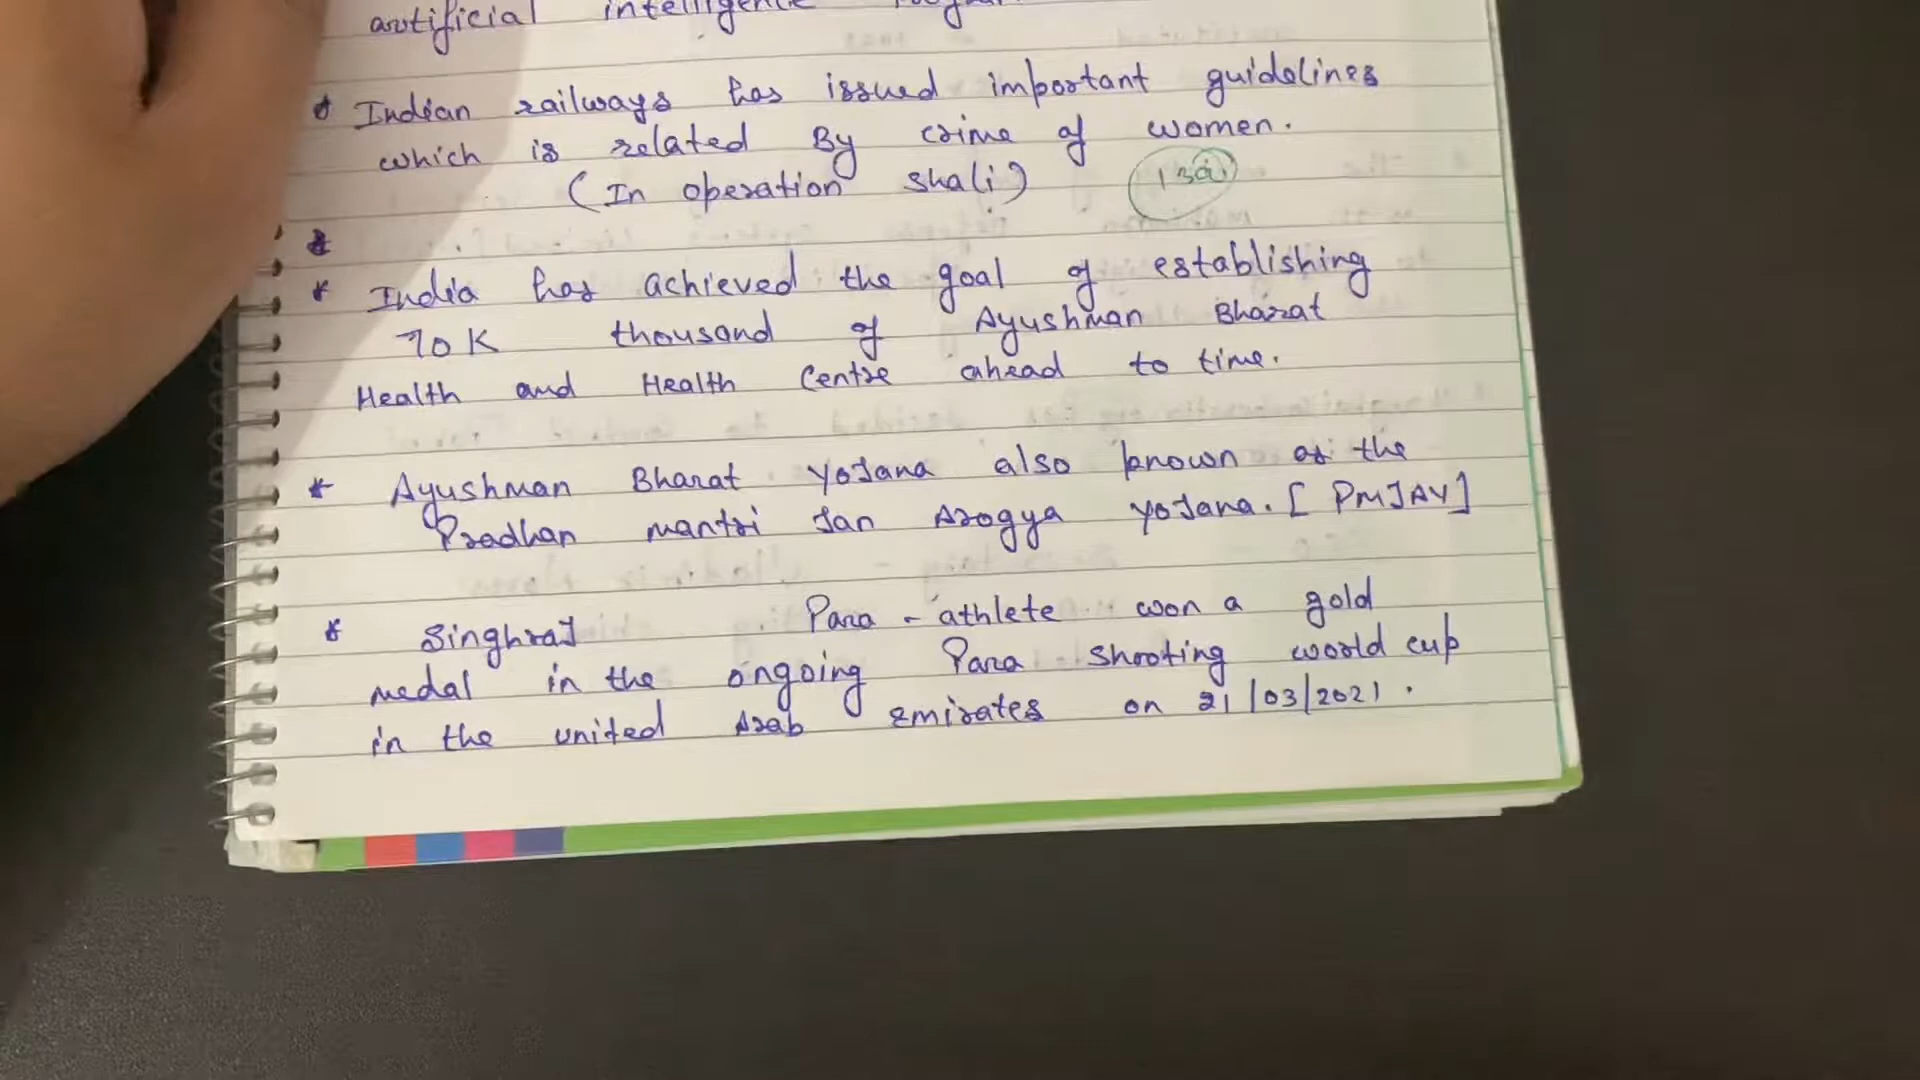 artificial intelligence
* Indian railways has issued important guidelines
which is related By crime of women.
(In operation shali)
* India has achieved the goal of establishing
70K thousand of Ayushman Bharat
Health and Health Centre ahead to time.
* Ayushman Bharat YoJana also known as the
Pradhan mantri Jan Arogya YoJana. [PMJAY]
* SinghraJ Para - athlete won a gold
medal in the ongoing Para shooting world cup
in the united Arab Emirates on 21/03/2021.